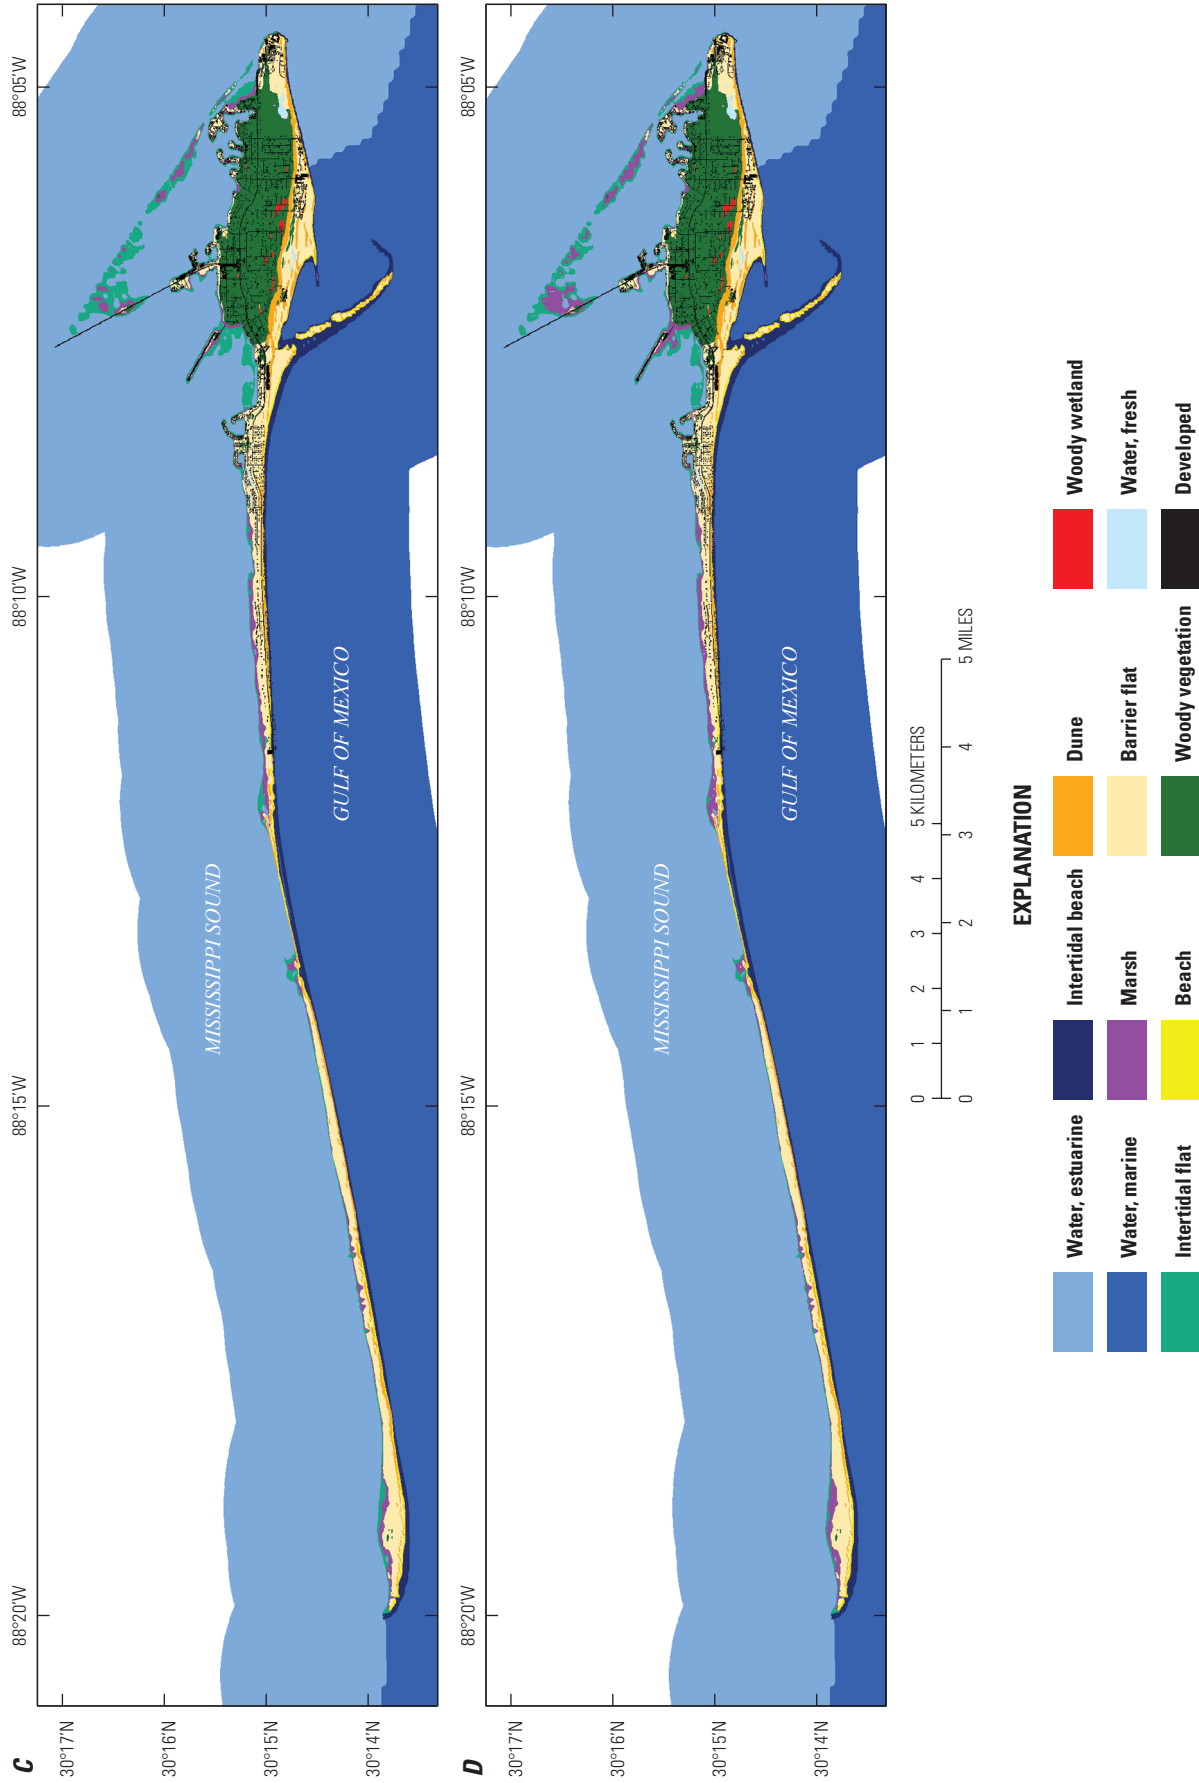 C
30°17'N
30°16'N
30°15'N
30°14'N
88°20'W
88°15'W
88°10'W
88°05'W
MISSISSIPPI SOUND
GULF OF MEXICO
D
30°17'N
30°16'N
30°15'N
30°14'N
88°20'W
88°15'W
88°10'W
88°05'W
MISSISSIPPI SOUND
GULF OF MEXICO
0 1 2 3 4 5 KILOMETERS
0 1 2 3 4 5 MILES
EXPLANATION
Water, estuarine
Water, marine
Intertidal flat
Intertidal beach
Marsh
Beach
Dune
Barrier flat
Woody vegetation
Woody wetland
Water, fresh
Developed